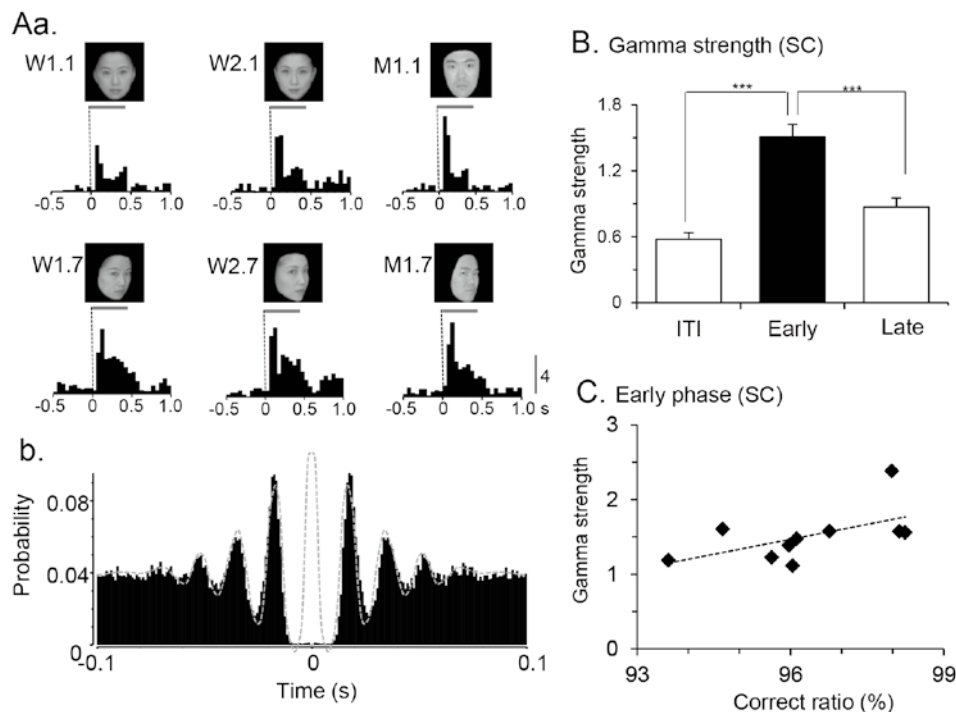 Aa.
W1.1
W2.1
M1.1
-0.5 0 0.5 1.0
-0.5 0 0.5 1.0
-0.5 0 0.5 1.0
W1.7
W2.7
M1.7
4
-0.5 0 0.5 1.0
-0.5 0 0.5 1.0
-0.5 0 0.5 1.0 s
b.
Probability
0.08
0.04
0
-0.1 0 0.1
Time (s)
B. Gamma strength (SC)
*** ***
Gamma strength
1.8
1.2
0.6
0
ITI Early Late
C. Early phase (SC)
Gamma strength
3
2
1
0
93 96 99
Correct ratio (%)